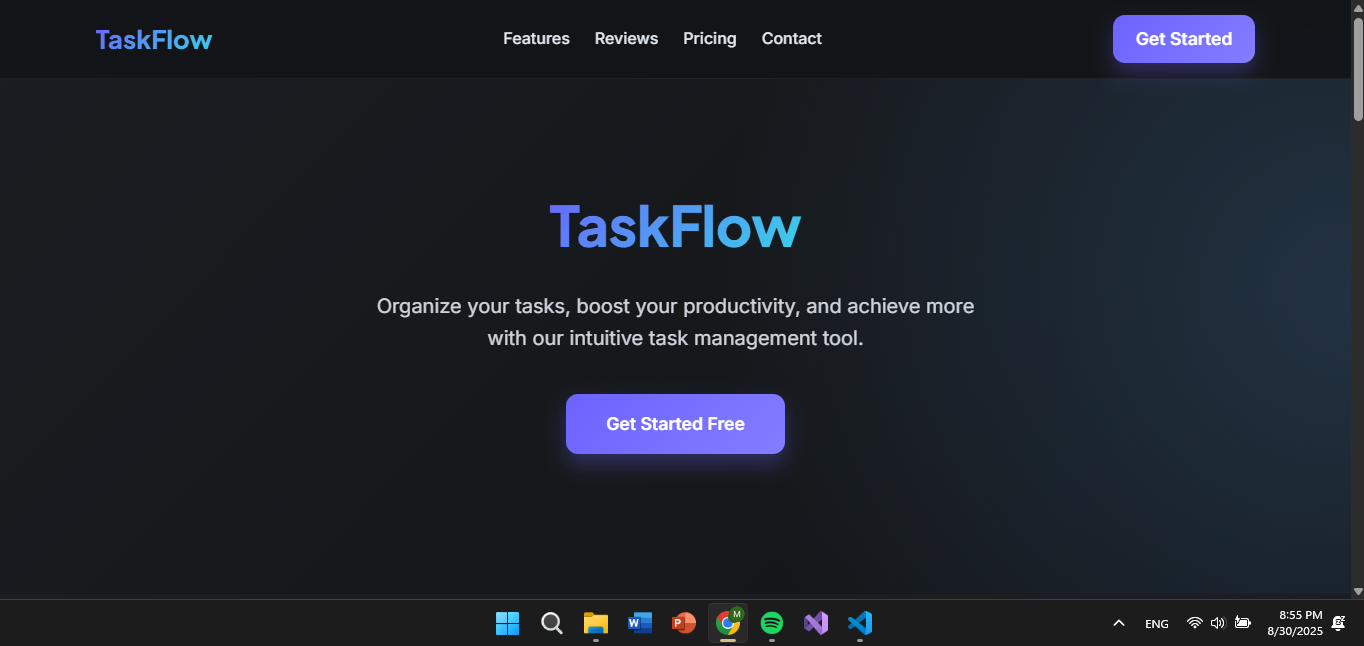 TaskFlow
Features Reviews Pricing Contact
Get Started
TaskFlow
Organize your tasks, boost your productivity, and achieve more
with our intuitive task management tool.
Get Started Free
W
P
M
ENG
8:55 PM
8/30/2025